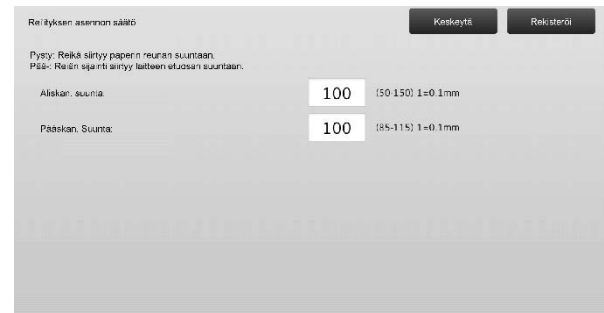 Rei'ityksen asennon säätö
Keskeytä
Rekisteröi
Pysty: Reikä siirtyy paperin reunan suuntaan.
Pää-: Reiän sijainti siirtyy laitteen etuosan suuntaan.
Aliskan. suunta:
100
(50-150) 1=0.1mm
Pääskan. Suunta:
100
(85-115) 1=0.1mm